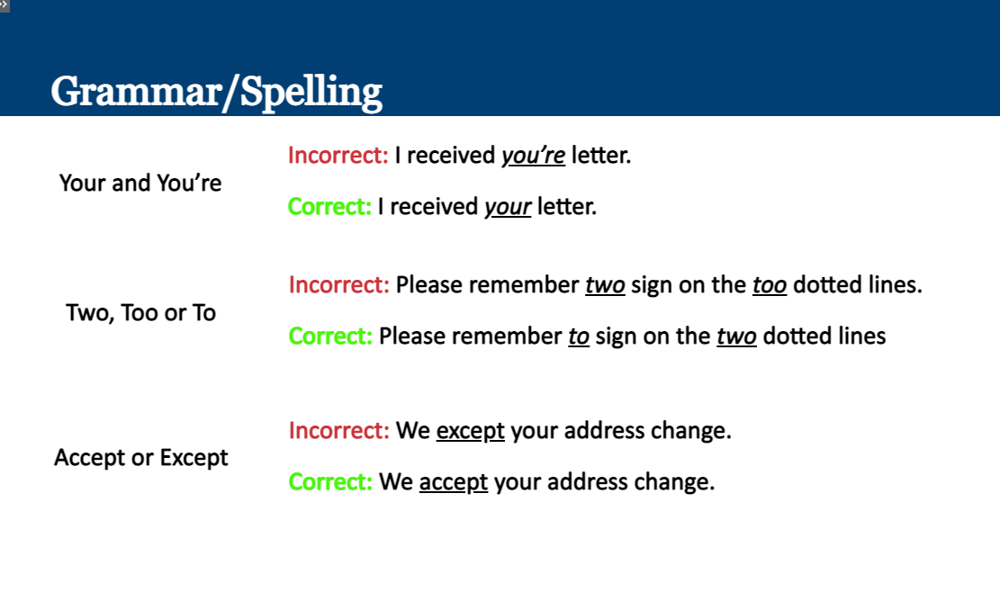 Grammar/Spelling
Your and You’re
Incorrect: I received you’re letter.
Correct: I received your letter.
Two, Too or To
Incorrect: Please remember two sign on the too dotted lines.
Correct: Please remember to sign on the two dotted lines
Accept or Except
Incorrect: We except your address change.
Correct: We accept your address change.